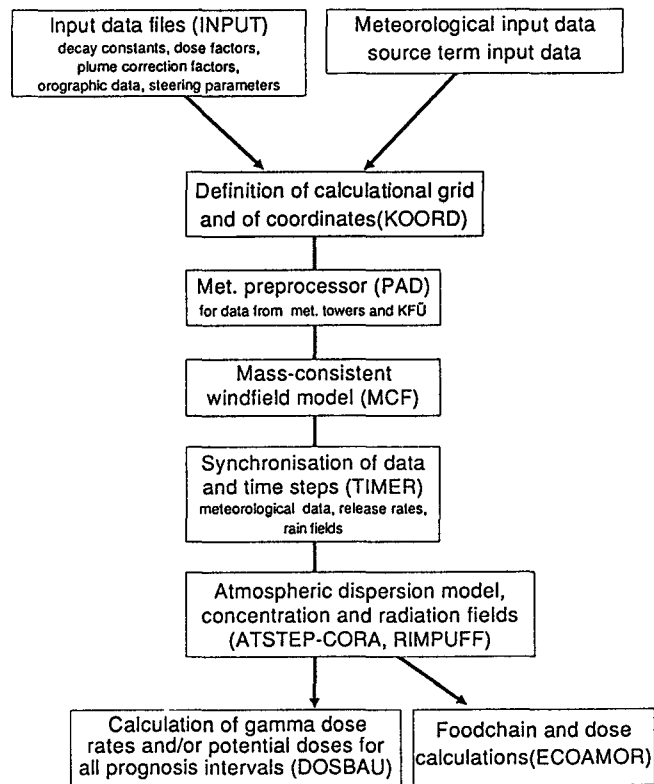 Input data files (INPUT)
decay constants, dose factors,
plume correction factors,
orographic data, steering parameters
Meteorological input data
source term input data
Definition of calculational grid
and of coordinates(KOORD)
Met. preprocessor (PAD)
for data from met. towers and KFÜ
Mass-consistent
windfield model (MCF)
Synchronisation of data
and time steps (TIMER)
meteorological data, release rates,
rain fields
Atmospheric dispersion model,
concentration and radiation fields
(ATSTEP-CORA, RIMPUFF)
Calculation of gamma dose
rates and/or potential doses for
all prognosis intervals (DOSBAU)
Foodchain and dose
calculations(ECOAMOR)